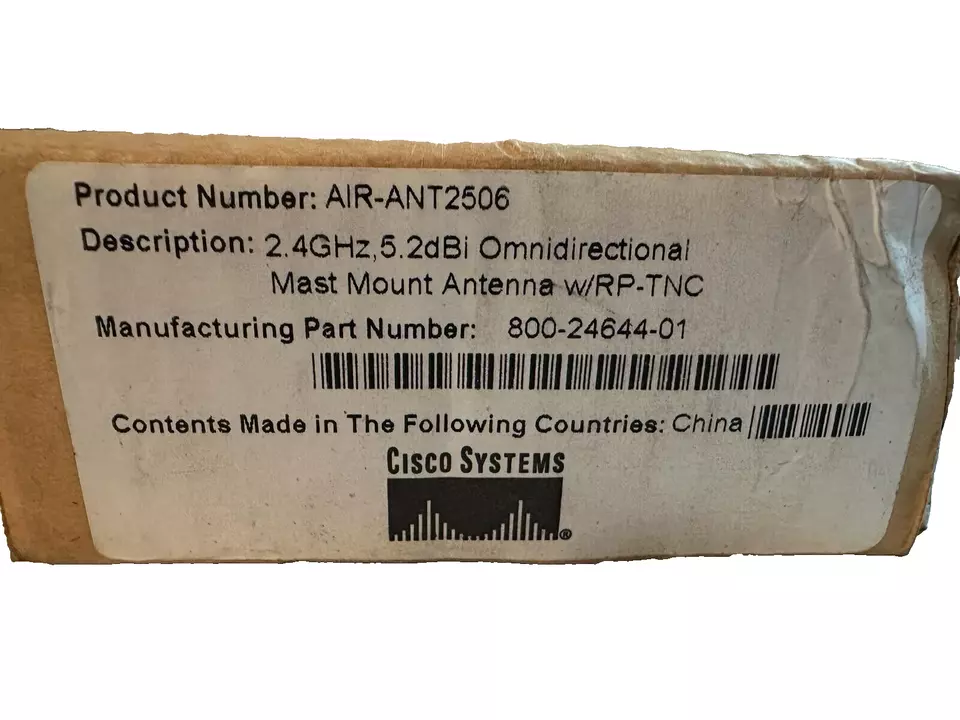 Product Number: AIR-ANT2506
Description: 2.4GHz,5.2dBi Omnidirectional
Mast Mount Antenna w/RP-TNC
Manufacturing Part Number: 800-24644-01
Contents Made in The Following Countries: China
CISCO SYSTEMS
®